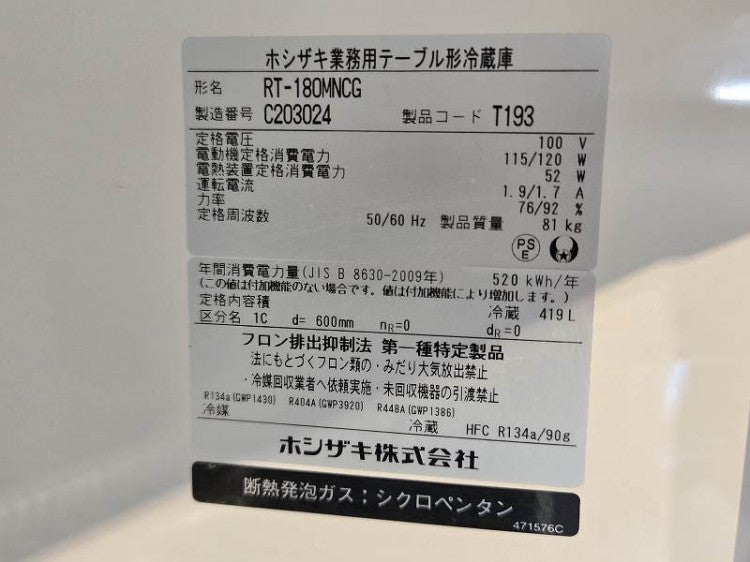 ホシザキ業務用テーブル形冷蔵庫
形名 RT-180MNCG
製造番号 C203024 製品コード T193
定格電圧 100 V
電動機定格消費電力 115/120 W
電熱装置定格消費電力 52 W
運転電流 1.9/1.7 A
力率 76/92 %
定格周波数 50/60 Hz 製品質量 81 kg
PS E
年間消費電力量(JIS B 8630-2009年) 520 kWh/年
(この値は付加機能のない場合です。値は付加機能により増加します。)
定格内容積 冷蔵 419 L
区分名 1C d= 600mm nR=0 dR=0
フロン排出抑制法 第一種特定製品
法にもとづくフロン類の・みだり大気放出禁止
・冷媒回収業者へ依頼実施・未回収機器の引渡禁止
R134a(GWP1430) R404A(GWP3920) R448A(GWP1386)
冷媒 冷蔵 HFC R134a/90g
ホシザキ株式会社
断熱発泡ガス:シクロペンタン
471576C